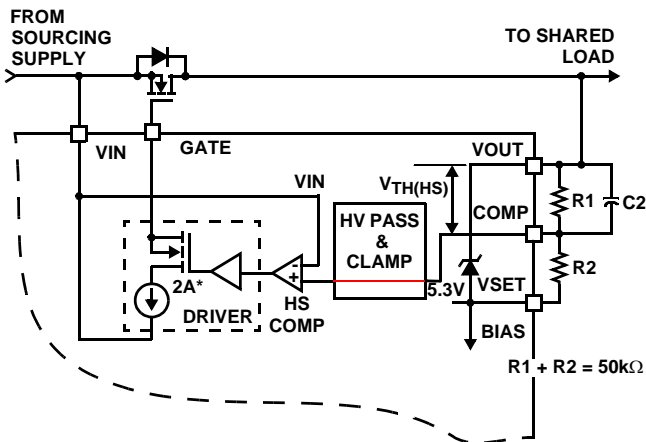 FROM
SOURCING
SUPPLY
TO SHARED
LOAD
VIN
GATE
VOUT
VIN
VTH(HS)
R1
C2
COMP
HV PASS
&
CLAMP
R2
2A*
DRIVER
HS
COMP
5.3V
VSET
BIAS
R1 + R2 = 50kΩ
-
+